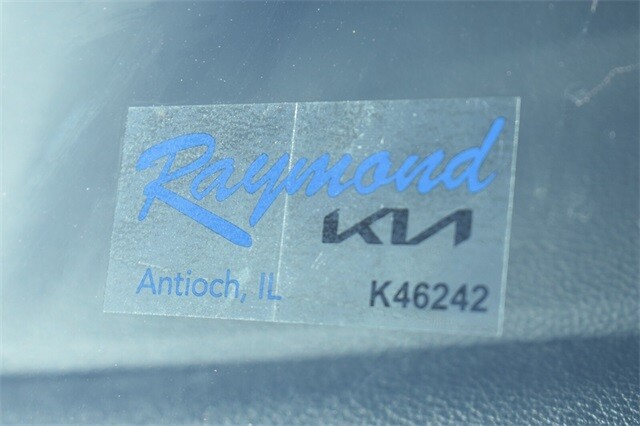 Raymond
KIA
Antioch, IL
K46242